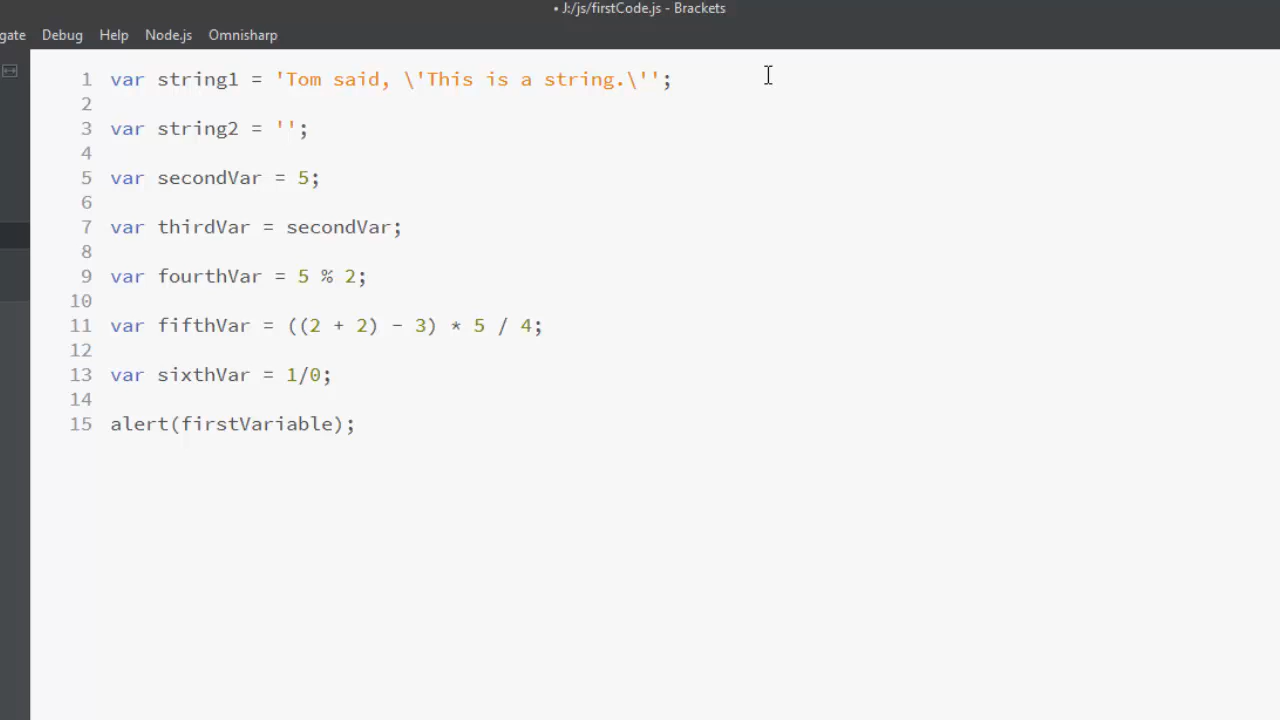 • J:/js/firstCode.js - Brackets
gate Debug Help Node.js Omnisharp
1 var string1 = 'Tom said, \'This is a string.\'';
2
3 var string2 = '';
4
5 var secondVar = 5;
6
7 var thirdVar = secondVar;
8
9 var fourthVar = 5 % 2;
10
11 var fifthVar = ((2 + 2) - 3) * 5 / 4;
12
13 var sixthVar = 1/0;
14
15 alert(firstVariable);